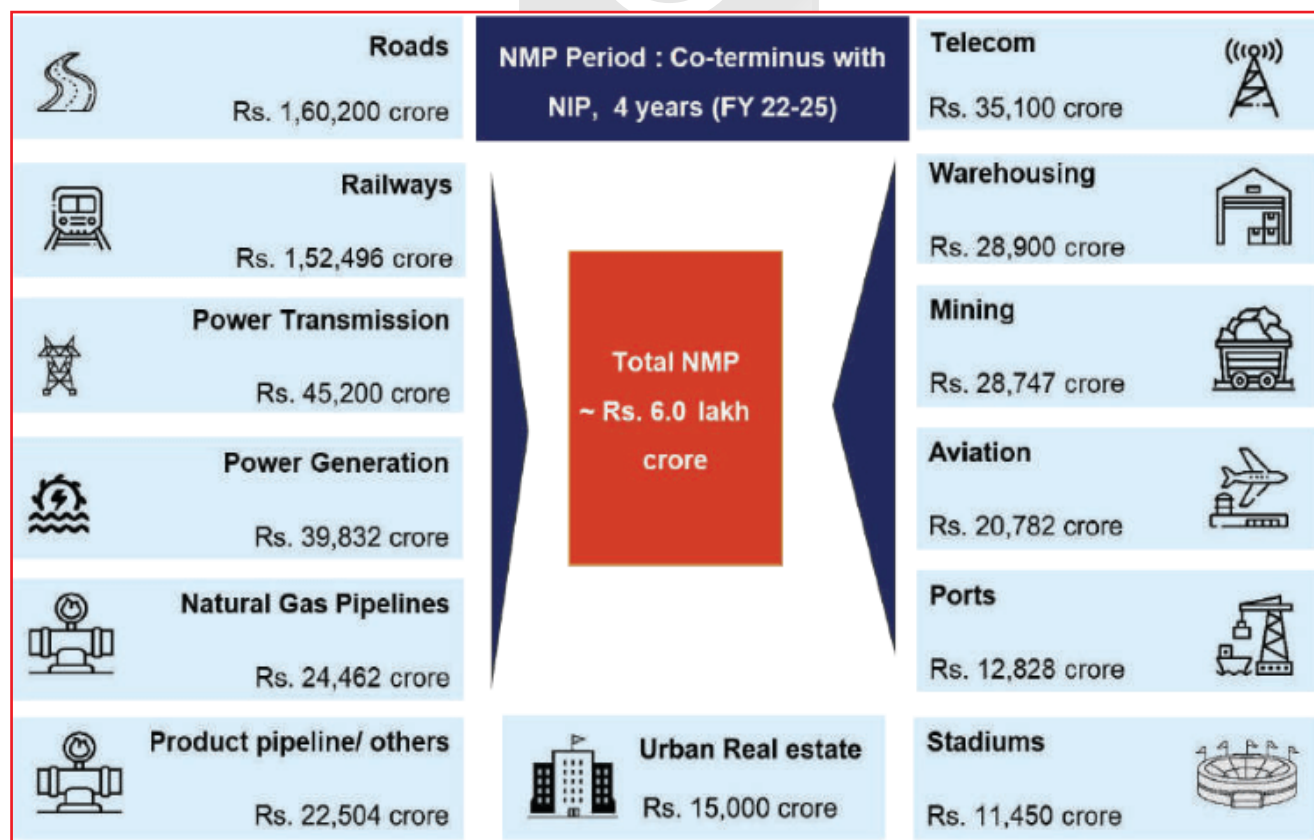 Roads
Rs. 1,60,200 crore
Railways
Rs. 1,52,496 crore
Power Transmission
Rs. 45,200 crore
Power Generation
Rs. 39,832 crore
Natural Gas Pipelines
Rs. 24,462 crore
Product pipeline/ others
Rs. 22,504 crore
NMP Period : Co-terminus with
NIP, 4 years (FY 22-25)
Total NMP
~ Rs. 6.0 lakh
crore
Urban Real estate
Rs. 15,000 crore
Telecom
Rs. 35,100 crore
Warehousing
Rs. 28,900 crore
Mining
Rs. 28,747 crore
Aviation
Rs. 20,782 crore
Ports
Rs. 12,828 crore
Stadiums
Rs. 11,450 crore